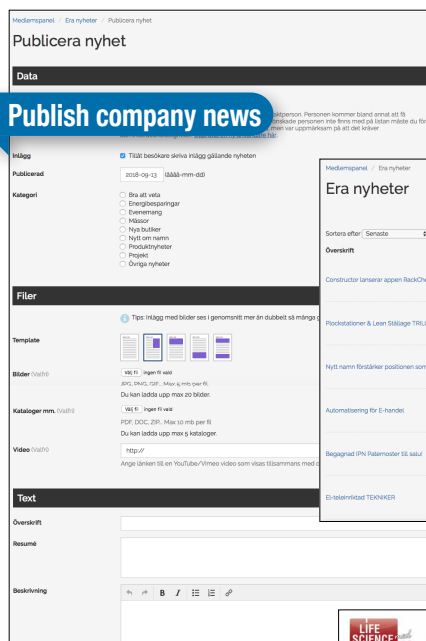 Medlemspanel / Era nyheter / Publicera nyhet
Publicera nyhet
Data
Publish company news
aktperson. Personen kommer bland annat att få
önskade personen inte finns med på listan måste du för
men var uppmärksam på att det kräver
här.
Inlägg
Tillåt besökare skriva inlägg gällande nyheten
Publicerad
2018-09-13 (åååå-mm-dd)
Kategori
Bra att veta
Energibesparingar
Evenemang
Mässor
Nya butiker
Nytt om namn
Produktnyheter
Projekt
Övriga nyheter
Filer
Tips: Inlägg med bilder ses i genomsnitt mer än dubbelt så många g
Template
Bilder (Valfri)
Välj fil ingen fil vald
JPG, PNG, GIF... Max 5 mb per fil.
Du kan ladda upp max 20 bilder.
Kataloger mm. (Valfri)
Välj fil ingen fil vald
PDF, DOC, ZIP... Max 10 mb per fil
Du kan ladda upp max 5 kataloger.
Video (Valfri)
http://
Ange länken till en YouTube/Vimeo video som visas tillsammans med d
Text
Överskrift
Resumé
Beskrivning
B I
Medlemspanel / Era nyheter
Era nyheter
Sortera efter Senaste
Överskrift
Constructor lanserar appen RackChe
Plockstationer & Lean Ställage TRIL
Nytt namn förstärker positionen som
Automatisering för E-handel
Begagnad IPN Paternoster till salu!
El-teleinriktad TEKNIKER
LIFE
SCIENCE